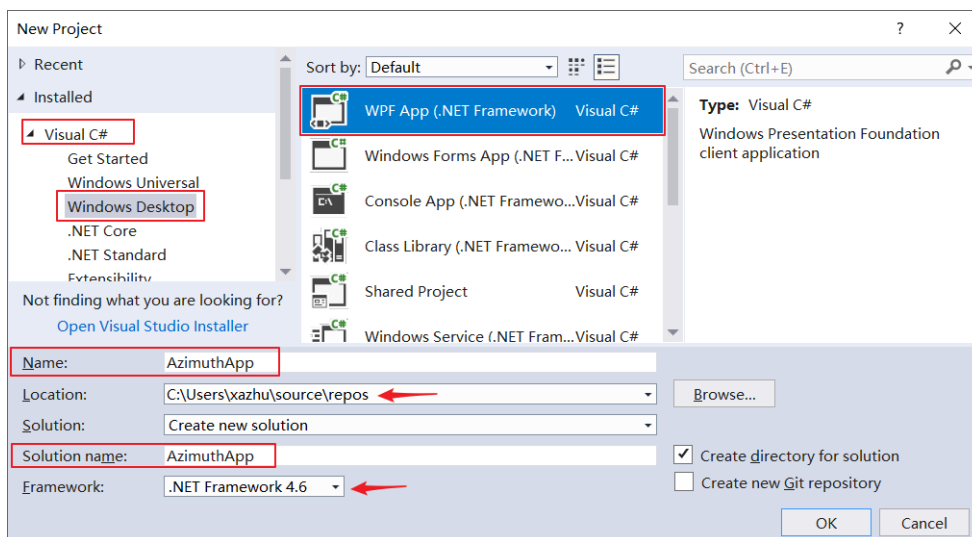 New Project
?
Recent
Installed
Visual C#
Get Started
Windows Universal
Windows Desktop
.NET Core
.NET Standard
Extensibility
Not finding what you are looking for?
Open Visual Studio Installer
Sort by: Default
WPF App (.NET Framework) Visual C#
Windows Forms App (.NET F... Visual C#
Console App (.NET Framewo... Visual C#
Class Library (.NET Framewo... Visual C#
Shared Project Visual C#
Windows Service (.NET Fram... Visual C#
Search (Ctrl+E)
Type: Visual C#
Windows Presentation Foundation
client application
Name: AzimuthApp
Location: C:\Users\xazhu\source\repos
Browse...
Solution: Create new solution
Solution name: AzimuthApp
Create directory for solution
Framework: .NET Framework 4.6
Create new Git repository
OK
Cancel